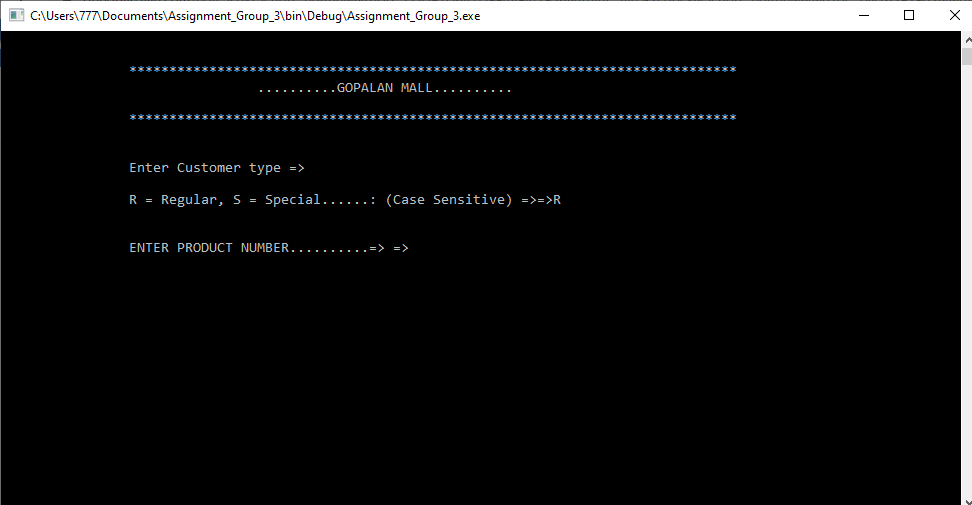 C:\Users\777\Documents\Assignment_Group_3\bin\Debug\Assignment_Group_3.exe
****************************************************************************
..........GOPALAN MALL..........
****************************************************************************
Enter Customer type =>
R = Regular, S = Special......: (Case Sensitive) =>=>R
ENTER PRODUCT NUMBER..........=> =>